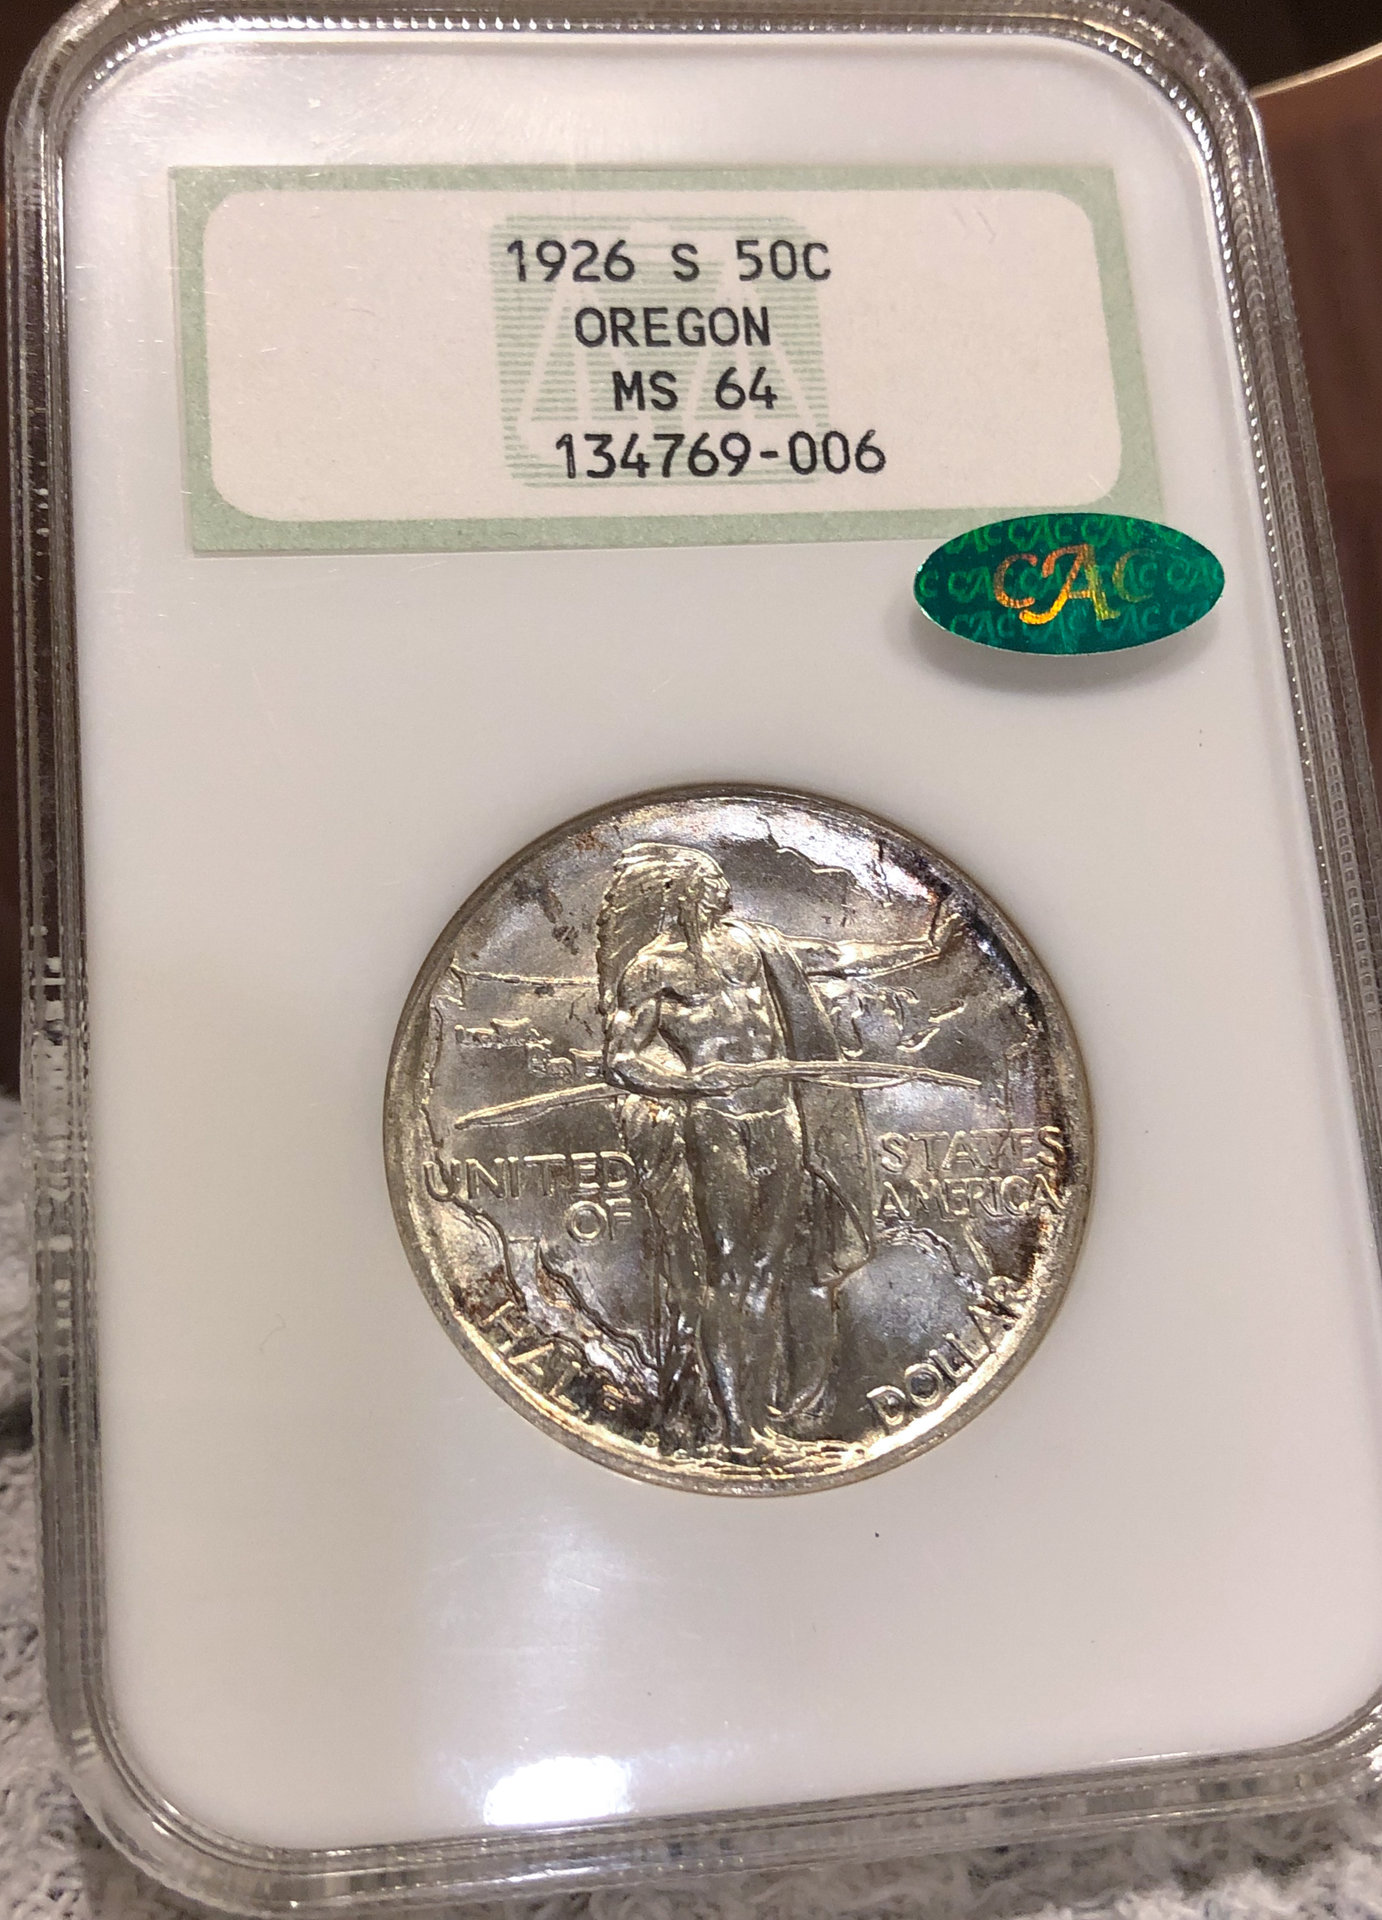 1926 S 50C
OREGON
MS 64
134769-006
CAC
UNITED STATES
OF AMERICA
HALF DOLLAR